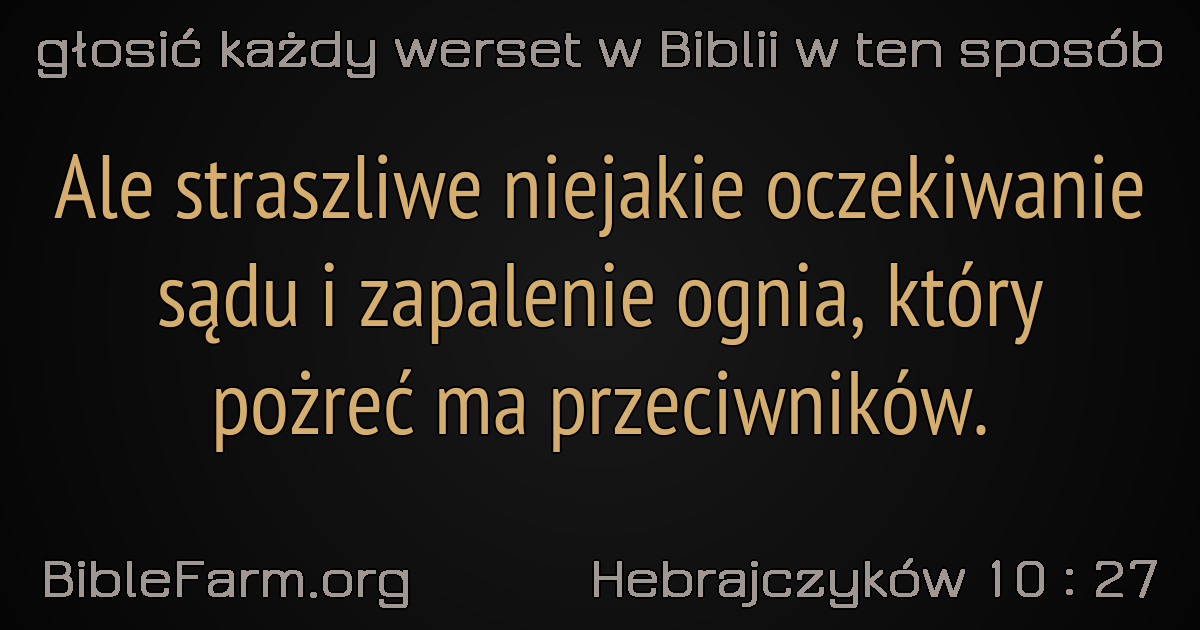 głosić każdy werset w Biblii w ten sposób
Ale straszliwe niejakie oczekiwanie
sądu i zapalenie ognia, który
pożreć ma przeciwników.
BibleFarm.org
Hebrajczyków 10 : 27